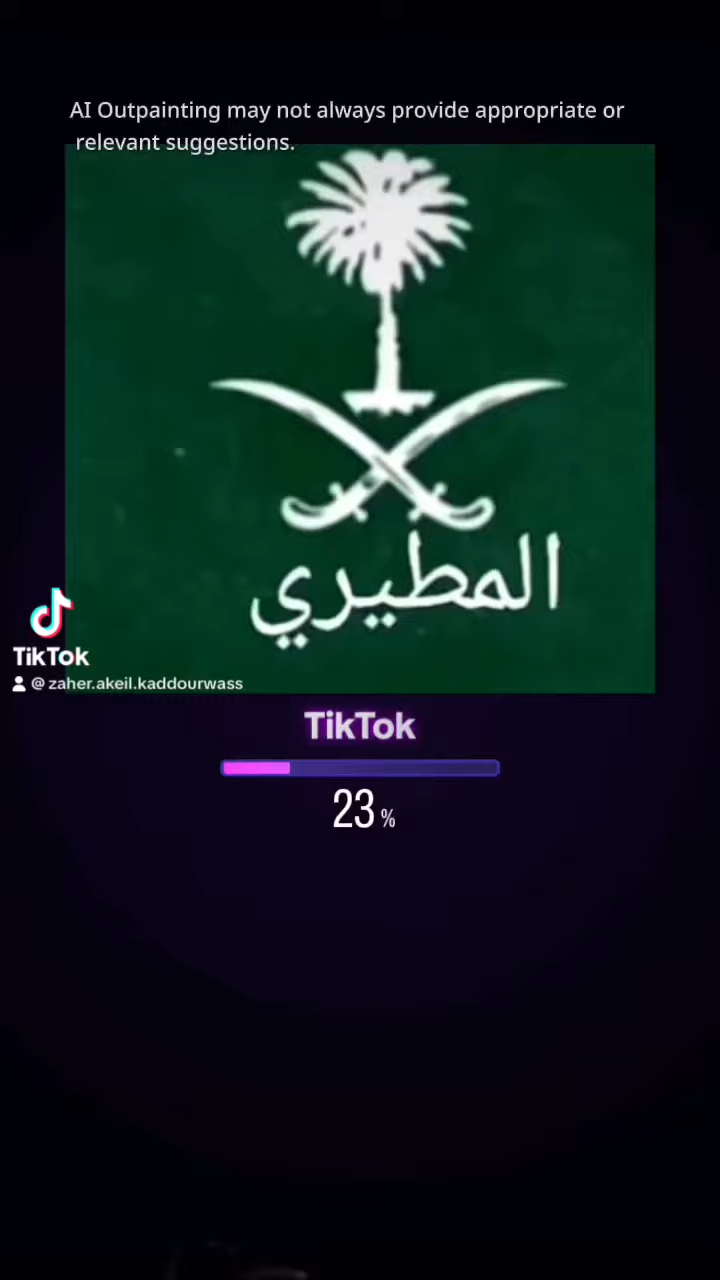 AI Outpainting may not always provide appropriate or
relevant suggestions.
المطيري
TikTok
@zaher.akeil.kaddourwass
TikTok
23 %